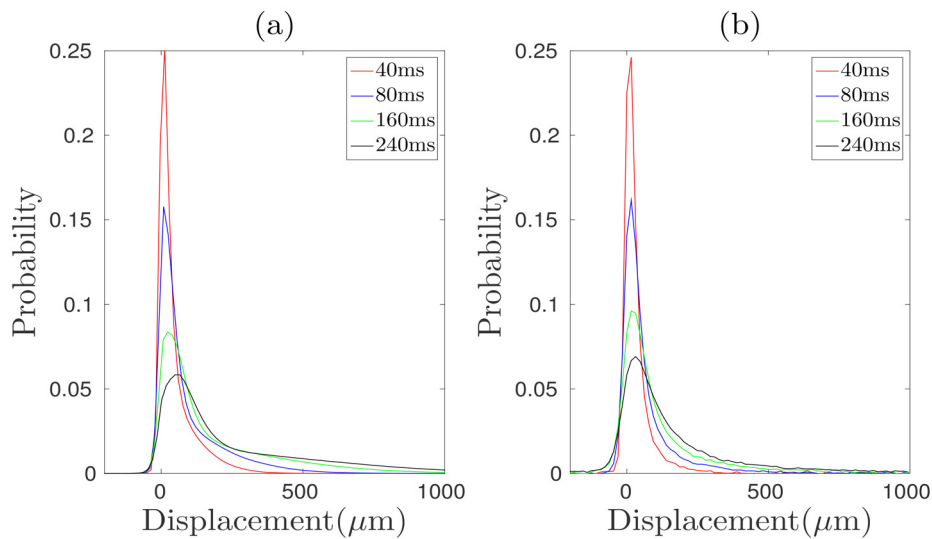 (a)
0.25
0.2
0.15
0.1
0.05
0
0
500
1000
Probability
Displacement(μm)
40ms
80ms
160ms
240ms
(b)
0.25
0.2
0.15
0.1
0.05
0
0
500
1000
Probability
Displacement(μm)
40ms
80ms
160ms
240ms